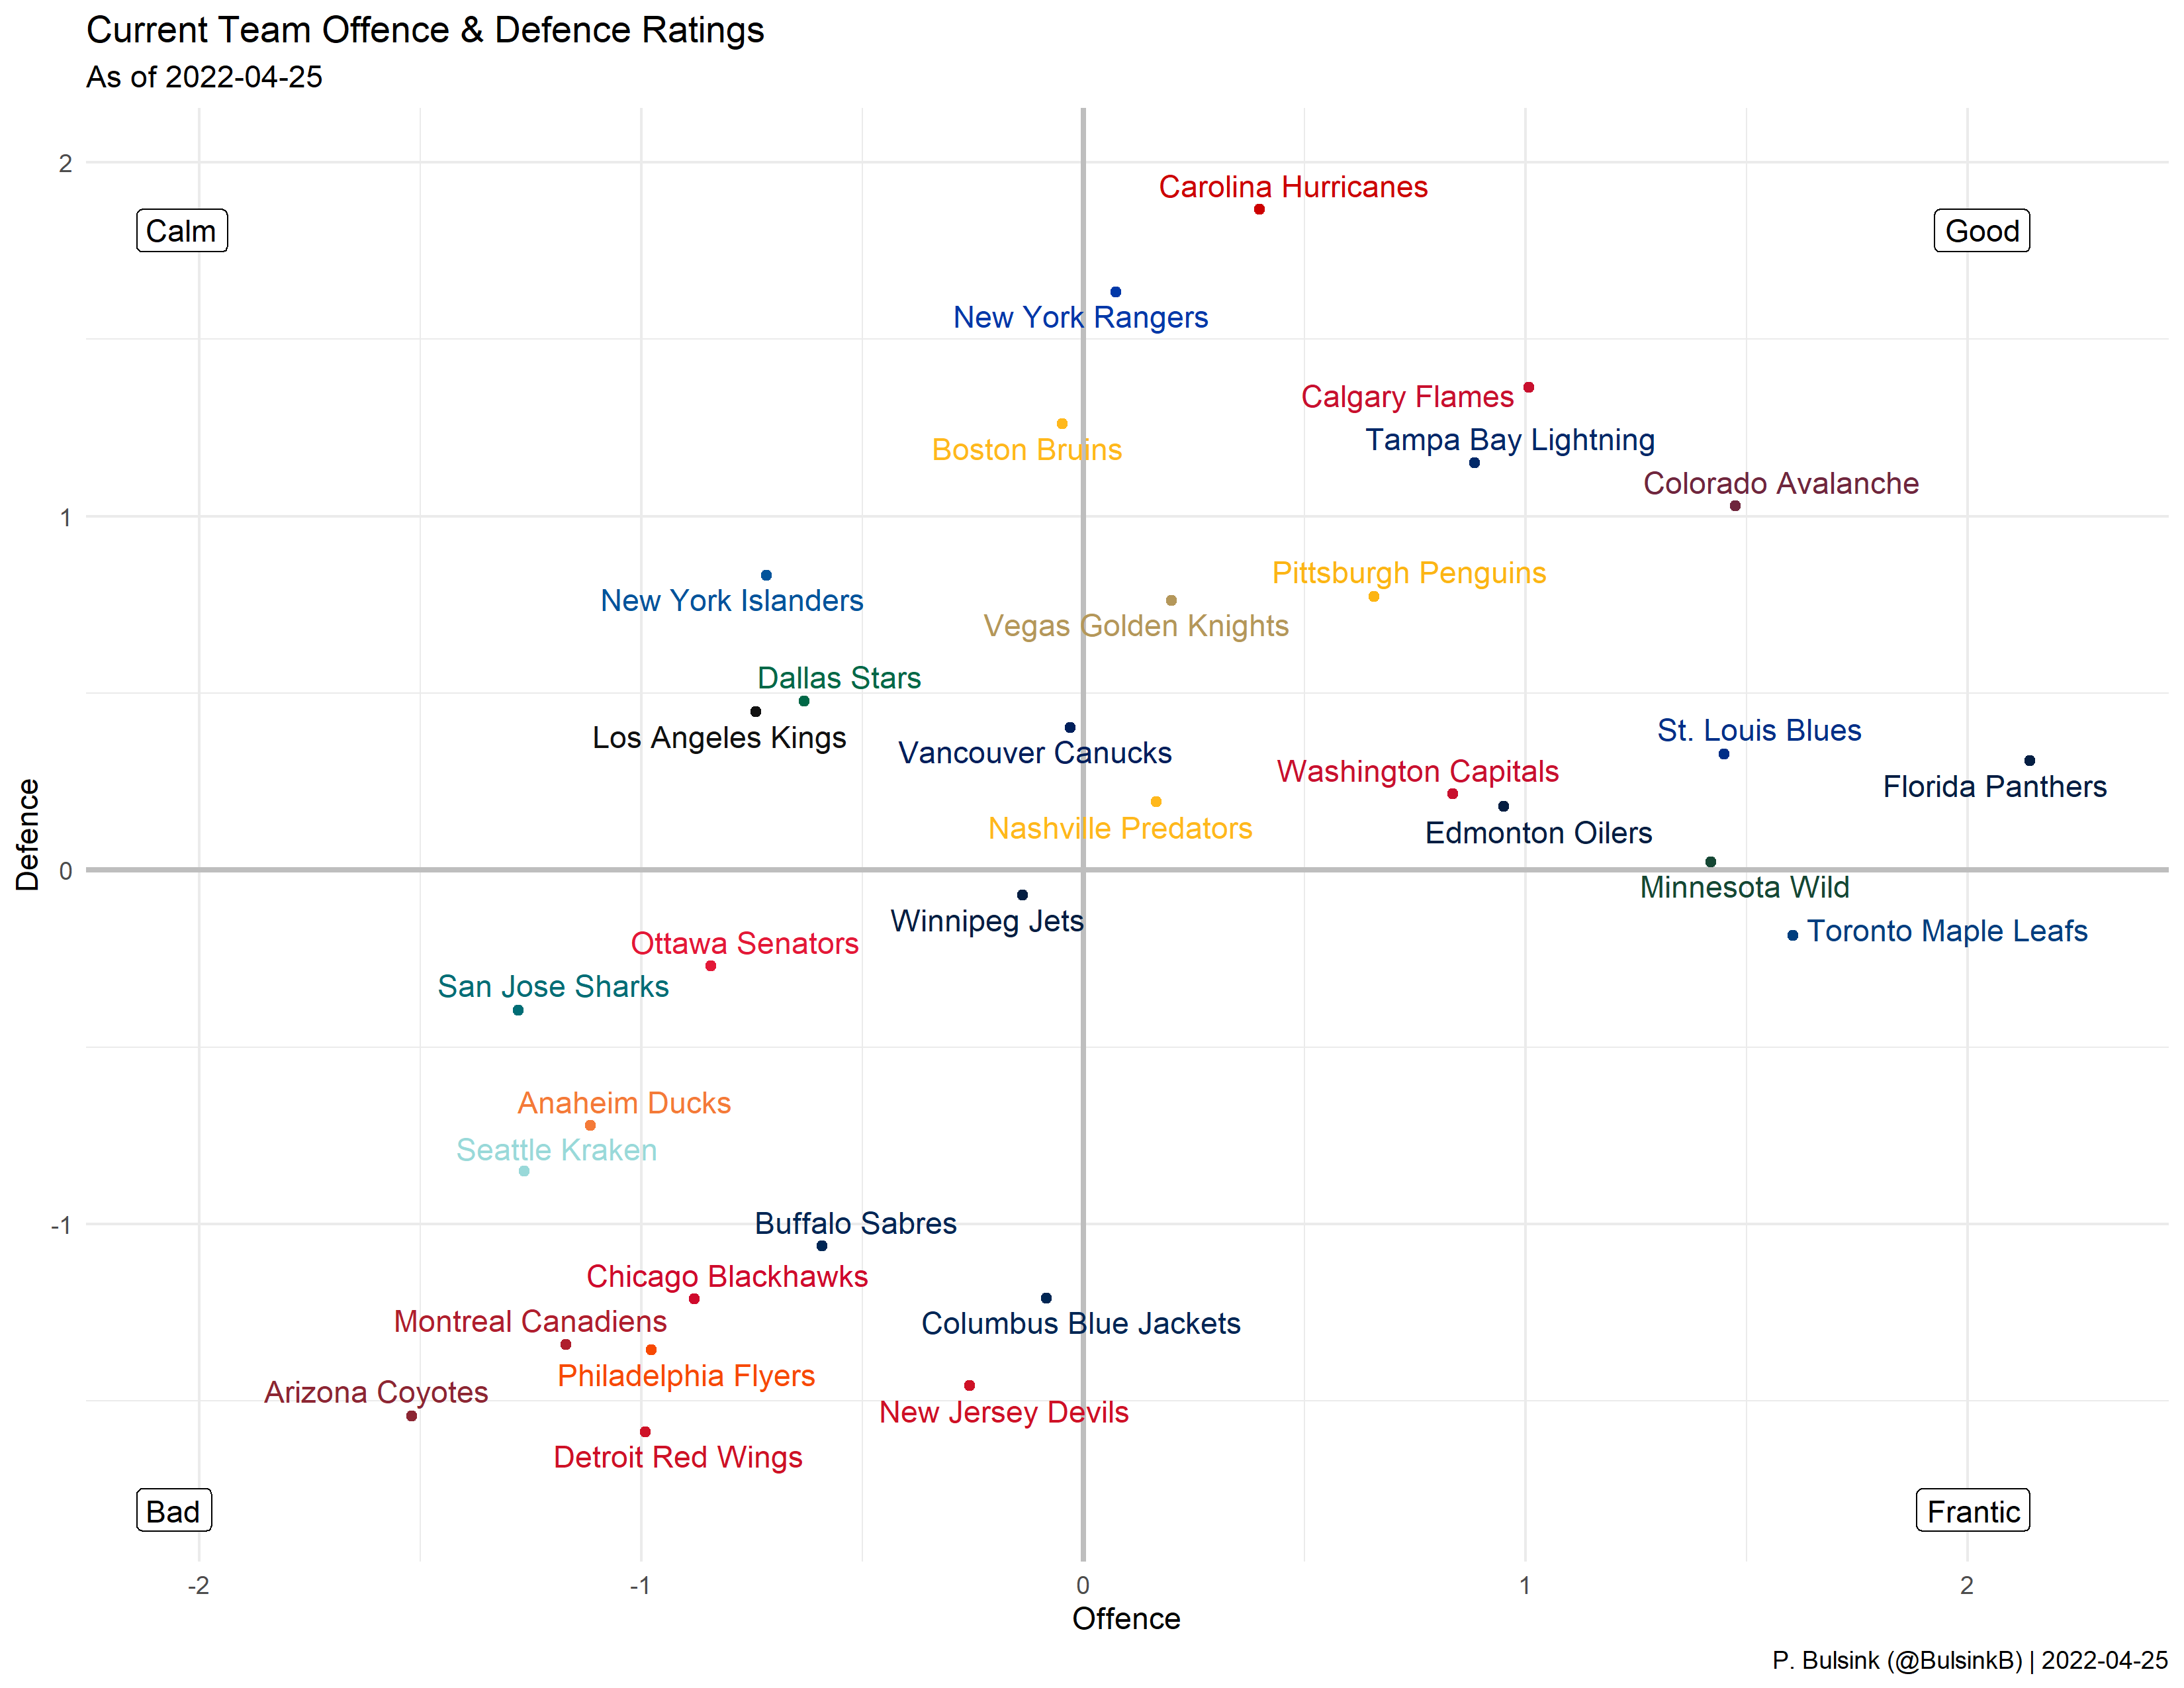 Current Team Offence & Defence Ratings
As of 2022-04-25
2
Carolina Hurricanes
Calm
Good
New York Rangers
Calgary Flames
Tampa Bay Lightning
Boston Bruins
Colorado Avalanche
1
Pittsburgh Penguins
New York Islanders
Vegas Golden Knights
Dallas Stars
St. Louis Blues
Los Angeles Kings
Vancouver Canucks
Washington Capitals
Florida Panthers
Nashville Predators
Edmonton Oilers
Defence
0
Minnesota Wild
Winnipeg Jets
Toronto Maple Leafs
Ottawa Senators
San Jose Sharks
Anaheim Ducks
Seattle Kraken
-1
Buffalo Sabres
Chicago Blackhawks
Montreal Canadiens
Columbus Blue Jackets
Philadelphia Flyers
Arizona Coyotes
New Jersey Devils
Detroit Red Wings
Bad
Frantic
-2
-1
0
1
2
Offence
P. Bulsink (@BulsinkB) | 2022-04-25